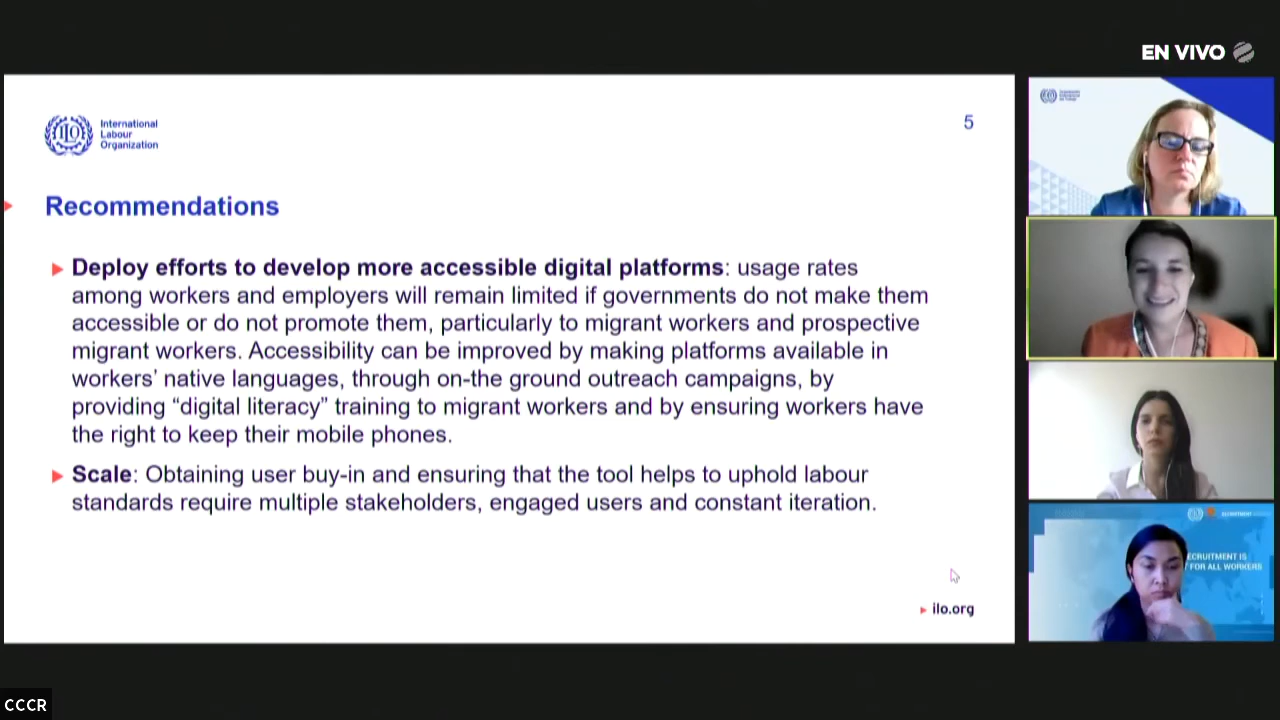 EN VIVO
International
Labour
Organization
5
Recommendations
Deploy efforts to develop more accessible digital platforms: usage rates
among workers and employers will remain limited if governments do not make them
accessible or do not promote them, particularly to migrant workers and prospective
migrant workers. Accessibility can be improved by making platforms available in
workers’ native languages, through on-the ground outreach campaigns, by
providing “digital literacy” training to migrant workers and by ensuring workers have
the right to keep their mobile phones.
Scale: Obtaining user buy-in and ensuring that the tool helps to uphold labour
standards require multiple stakeholders, engaged users and constant iteration.
ilo.org
ECRUITMENT IS
FOR ALL WORKERS
CCCR